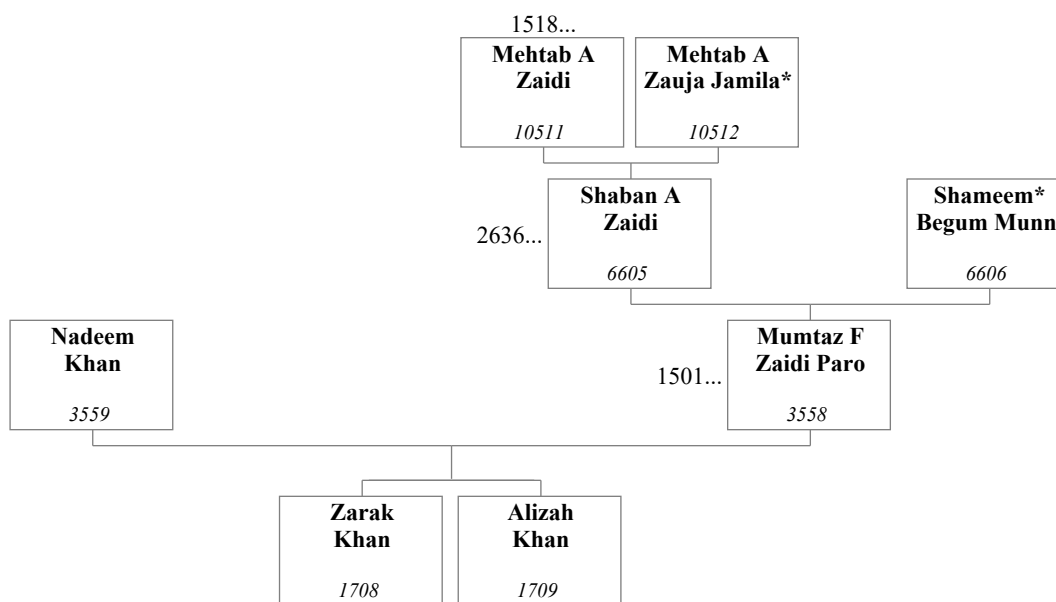 1518...
Mehtab A
Zaidi
10511
Mehtab A
Zauja Jamila*
10512
2636...
Shaban A
Zaidi
6605
Shameem*
Begum Munn
6606
Nadeem
Khan
3559
1501...
Mumtaz F
Zaidi Paro
3558
Zarak
Khan
1708
Alizah
Khan
1709